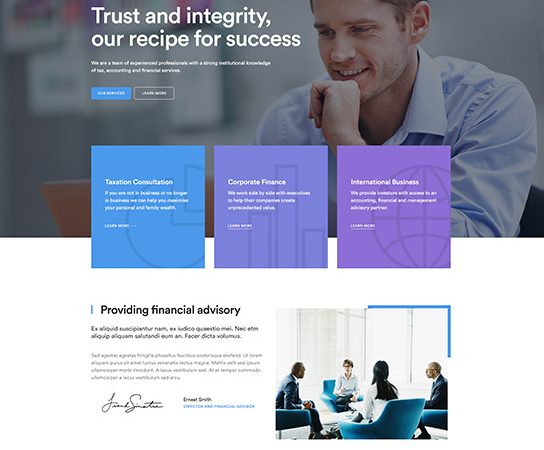 Trust and integrity,
our recipe for success
We are a team of experienced professionals with a strong institutional knowledge
of tax, accounting and financial services.
OUR SERVICES
LEARN MORE
Taxation Consultation
If you are not in business or no longer
in business we can help you maximise
your personal and family wealth.
LEARN MORE
Corporate Finance
We work side by side with executives
to help their companies create
unprecedented value.
LEARN MORE
International Business
We provide investors with access to an
accounting, financial and management
advisory partner.
LEARN MORE
Providing financial advisory
Ex aliquid suscipiantur nam, ex iudico quaestio mei. Nec etm
aliquip aliquam salutandi eum an. Facer dicta volumus.
Sed egestas egestas fringilla phasellus faucibus scelerisque eleifend. Ut lorem
aliquam purus sit amet luctus venenatis lectus magna. Mattis velit sed ipsum
ullamcorper morbi tincidunt. A lacus vestibulum sed. At et tempor commodo
ullamcorper a lacus vestibulum sed arcu.
Ernest Smith
DIRECTOR AND FINANCIAL ADVISOR